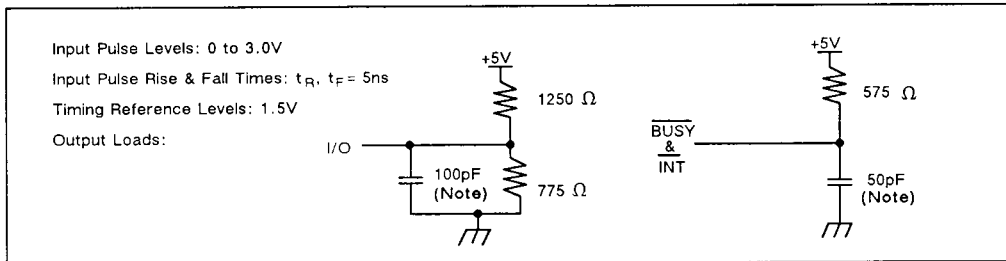 Input Pulse Levels: 0 to 3.0V
Input Pulse Rise & Fall Times: tR, tF= 5ns
Timing Reference Levels: 1.5V
Output Loads:
+5V
1250 Ω
I/O
100pF
(Note)
775 Ω
+5V
575 Ω
BUSY
&
INT
50pF
(Note)